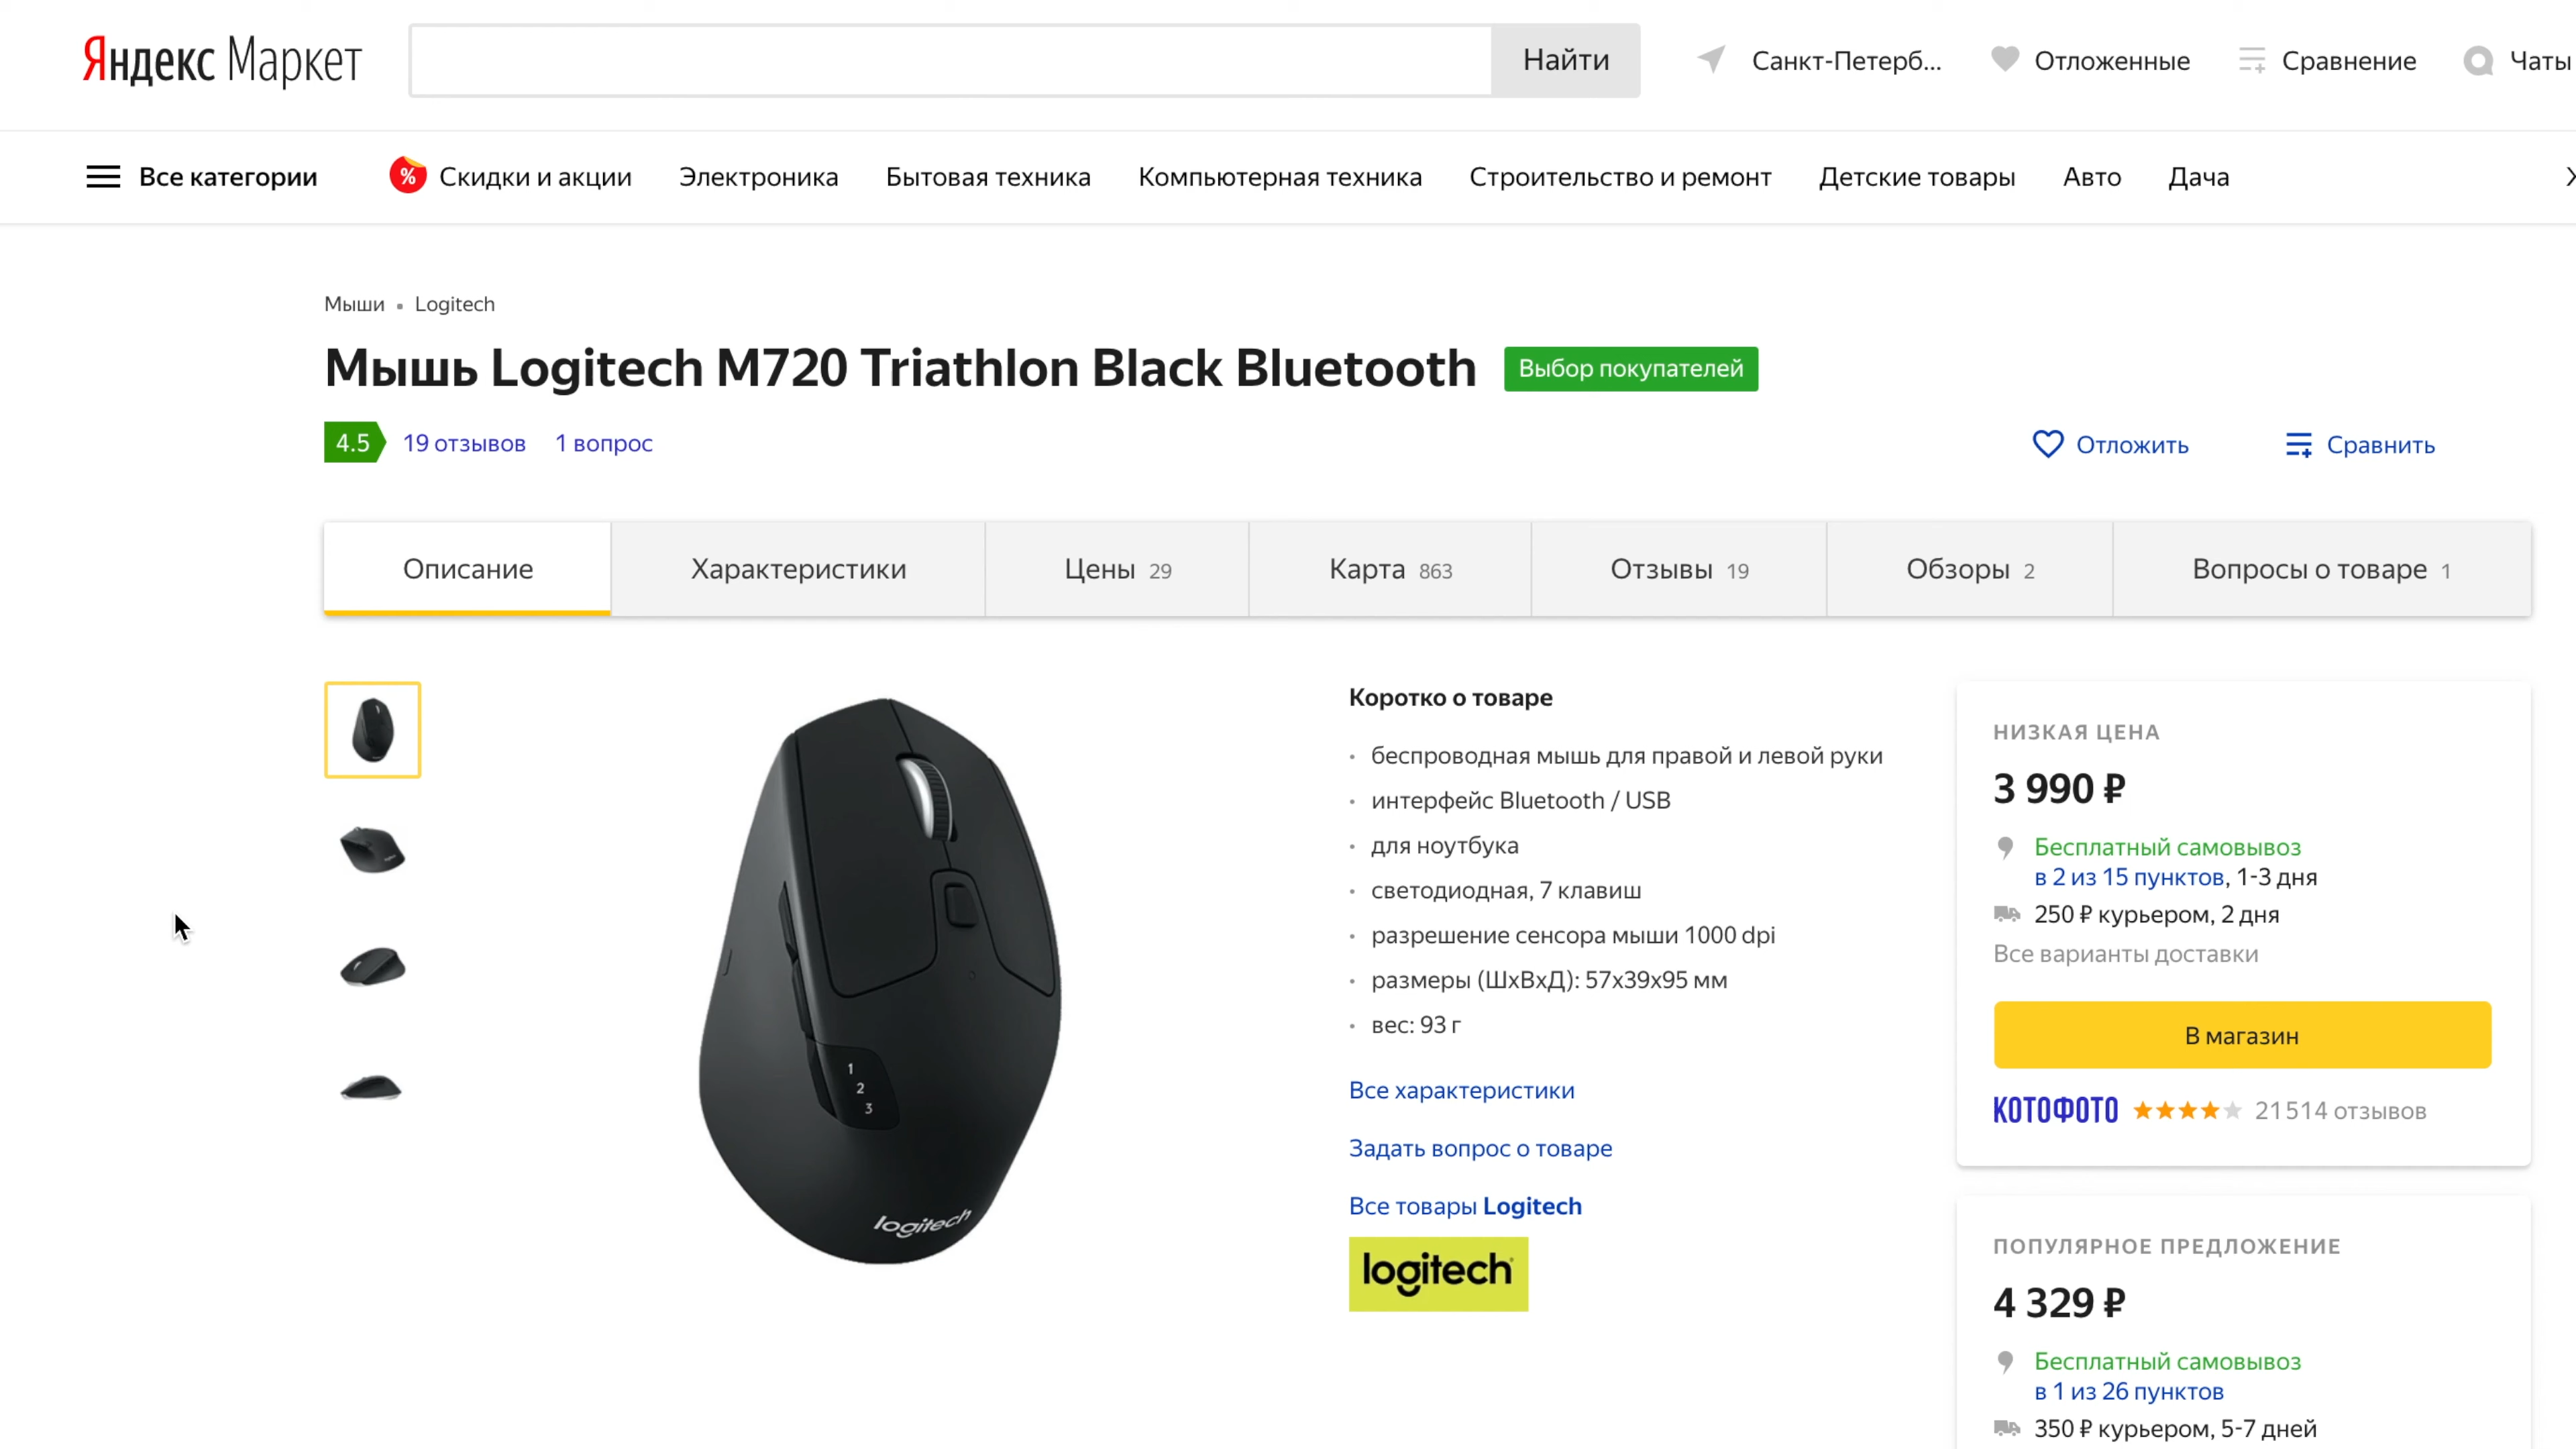 Яндекс Маркет
Найти
Санкт-Петерб...
Отложенные
Сравнение
Чаты
Все категории
%
Скидки и акции
Электроника
Бытовая техника
Компьютерная техника
Строительство и ремонт
Детские товары
Авто
Дача
Мыши • Logitech
Мышь Logitech M720 Triathlon Black Bluetooth
Выбор покупателей
4.5
19 отзывов
1 вопрос
Отложить
Сравнить
Описание
Характеристики
Цены 29
Карта 863
Отзывы 19
Обзоры 2
Вопросы о товаре 1
1
2
3
logitech
Коротко о товаре
• беспроводная мышь для правой и левой руки
• интерфейс Bluetooth / USB
• для ноутбука
• светодиодная, 7 клавиш
• разрешение сенсора мыши 1000 dpi
• размеры (ШxВxД): 57x39x95 мм
• вес: 93 г
Все характеристики
Задать вопрос о товаре
Все товары Logitech
logitech
НИЗКАЯ ЦЕНА
3 990 ₽
Бесплатный самовывоз
в 2 из 15 пунктов, 1-3 дня
250 ₽ курьером, 2 дня
Все варианты доставки
В магазин
КОТОФОТО
21 514 отзывов
ПОПУЛЯРНОЕ ПРЕДЛОЖЕНИЕ
4 329 ₽
Бесплатный самовывоз
в 1 из 26 пунктов
350 ₽ курьером, 5-7 дней